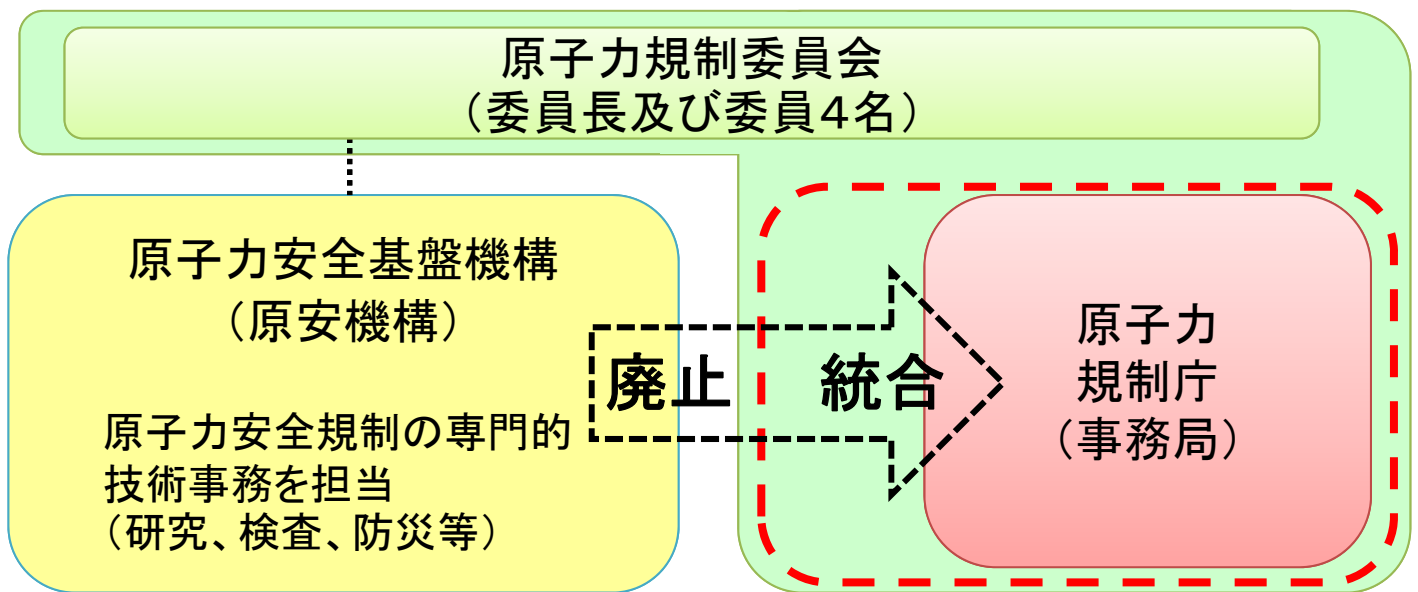 原子力規制委員会
（委員長及び委員４名）
原子力安全基盤機構
（原安機構）
原子力安全規制の専門的
技術事務を担当
（研究、検査、防災等）
廃止 統合
原子力
規制庁
（事務局）